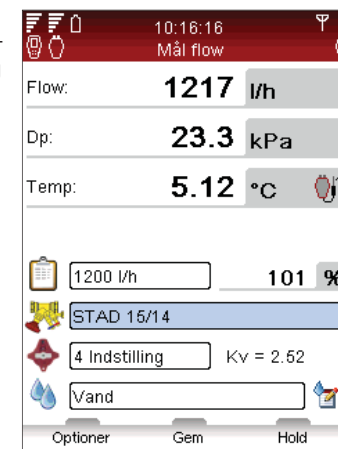 10:16:16
Mål flow
Flow: 1217 l/h
Dp: 23.3 kPa
Temp: 5.12 °C
1200 l/h 101 %
STAD 15/14
4 Indstilling Kv = 2.52
Vand
Optioner Gem Hold